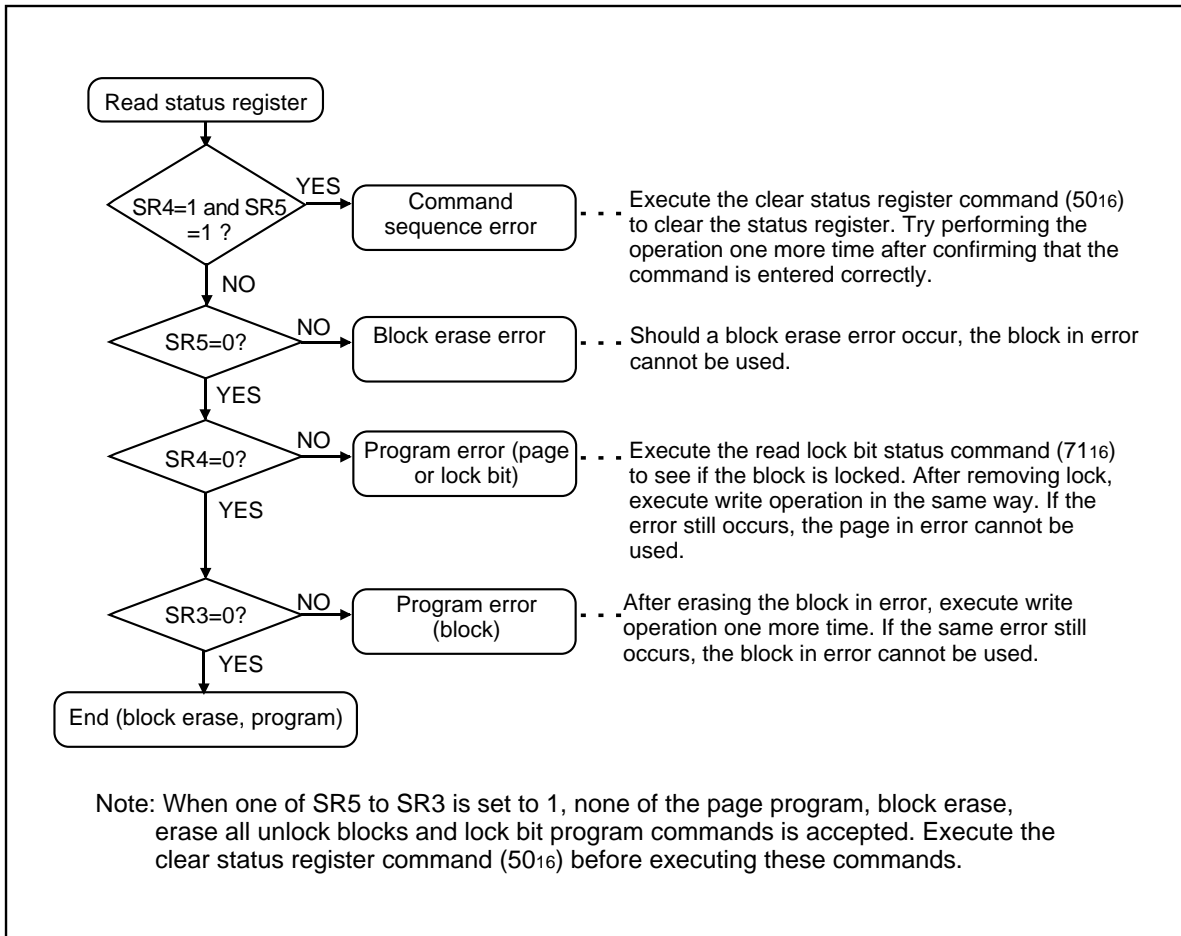 Read status register
SR4=1 and SR5
=1 ?
YES
Command
sequence error
Execute the clear status register command (50₁₆)
to clear the status register. Try performing the
operation one more time after confirming that the
command is entered correctly.
NO
SR5=0?
NO
Block erase error
Should a block erase error occur, the block in error
cannot be used.
YES
SR4=0?
NO
Program error (page
or lock bit)
Execute the read lock bit status command (71₁₆)
to see if the block is locked. After removing lock,
execute write operation in the same way. If the
error still occurs, the page in error cannot be
used.
YES
SR3=0?
NO
Program error
(block)
After erasing the block in error, execute write
operation one more time. If the same error still
occurs, the block in error cannot be used.
YES
End (block erase, program)
Note: When one of SR5 to SR3 is set to 1, none of the page program, block erase,
erase all unlock blocks and lock bit program commands is accepted. Execute the
clear status register command (50₁₆) before executing these commands.